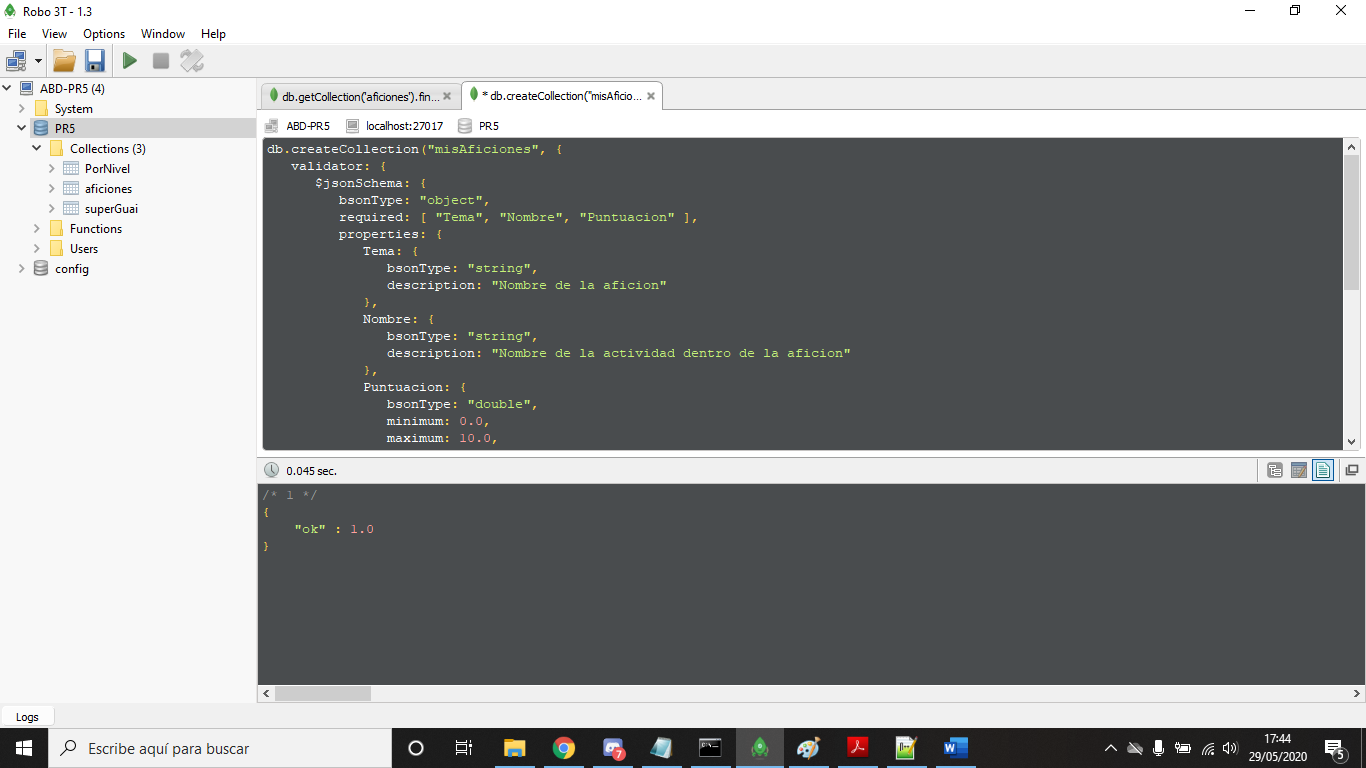 Robo 3T - 1.3
File View Options Window Help
ABD-PR5 (4)
System
PR5
Collections (3)
PorNivel
aficiones
superGuai
Functions
Users
config
db.getCollection('aficiones').fin...
* db.createCollection("misAficio...
ABD-PR5 localhost:27017 PR5
db.createCollection("misAficiones", {
validator: {
$jsonSchema: {
bsonType: "object",
required: [ "Tema", "Nombre", "Puntuacion" ],
properties: {
Tema: {
bsonType: "string",
description: "Nombre de la aficion"
},
Nombre: {
bsonType: "string",
description: "Nombre de la actividad dentro de la aficion"
},
Puntuacion: {
bsonType: "double",
minimum: 0.0,
maximum: 10.0,
0.045 sec.
/* 1 */
{
"ok" : 1.0
}
Logs
Escribe aquí para buscar
7
17:44
29/05/2020
5